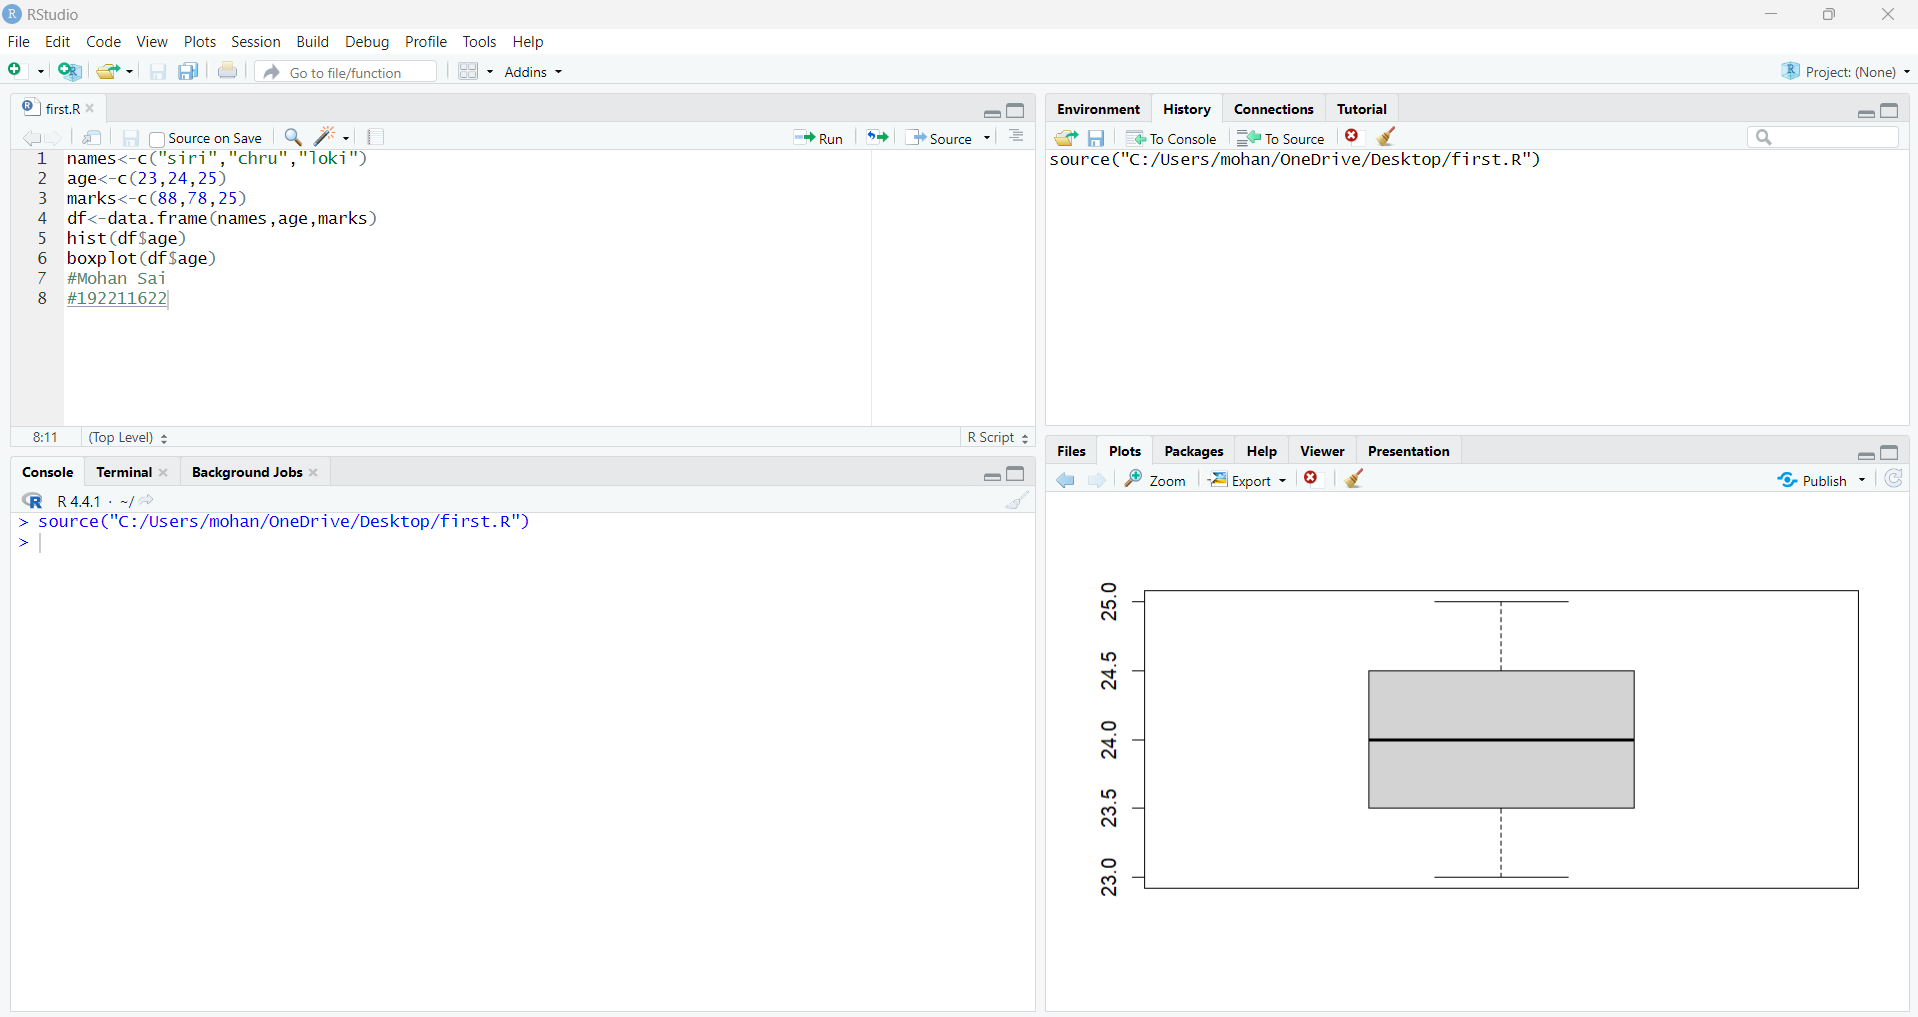 RStudio
File Edit Code View Plots Session Build Debug Profile Tools Help
Go to file/function Addins Project: (None)
first.R
Source on Save Run Source
1 names<-c("siri","chru","loki")
2 age<-c(23,24,25)
3 marks<-c(88,78,25)
4 df<-data.frame(names,age,marks)
5 hist(df$age)
6 boxplot(df$age)
7 #Mohan Sai
8 #192211622
8:11 (Top Level) R Script
Console Terminal Background Jobs
R R 4.4.1 · ~/
> source("C:/Users/mohan/OneDrive/Desktop/first.R")
>
Environment History Connections Tutorial
To Console To Source
source("C:/Users/mohan/OneDrive/Desktop/first.R")
Files Plots Packages Help Viewer Presentation
Zoom Export Publish
25.0
24.5
24.0
23.5
23.0